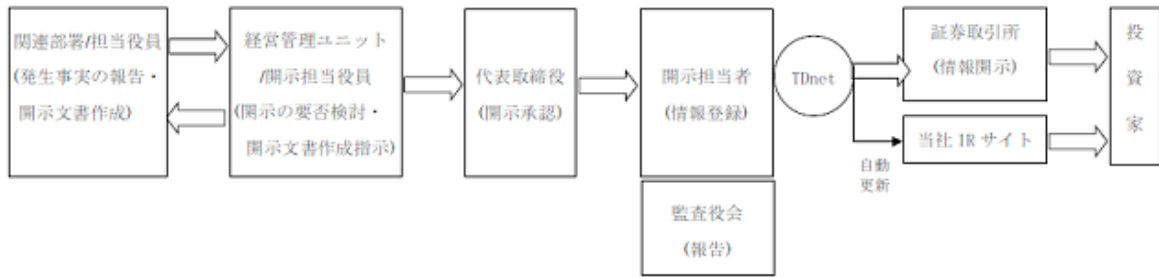 関連部署/担当役員
(発生事実の報告・
開示文書作成)
経営管理ユニット
/開示担当役員
(開示の要否検討・
開示文書作成指示)
代表取締役
(開示承認)
開示担当者
(情報登録)
監査役会
(報告)
TDnet
自動
更新
証券取引所
(情報開示)
当社 IR サイト
投
資
家